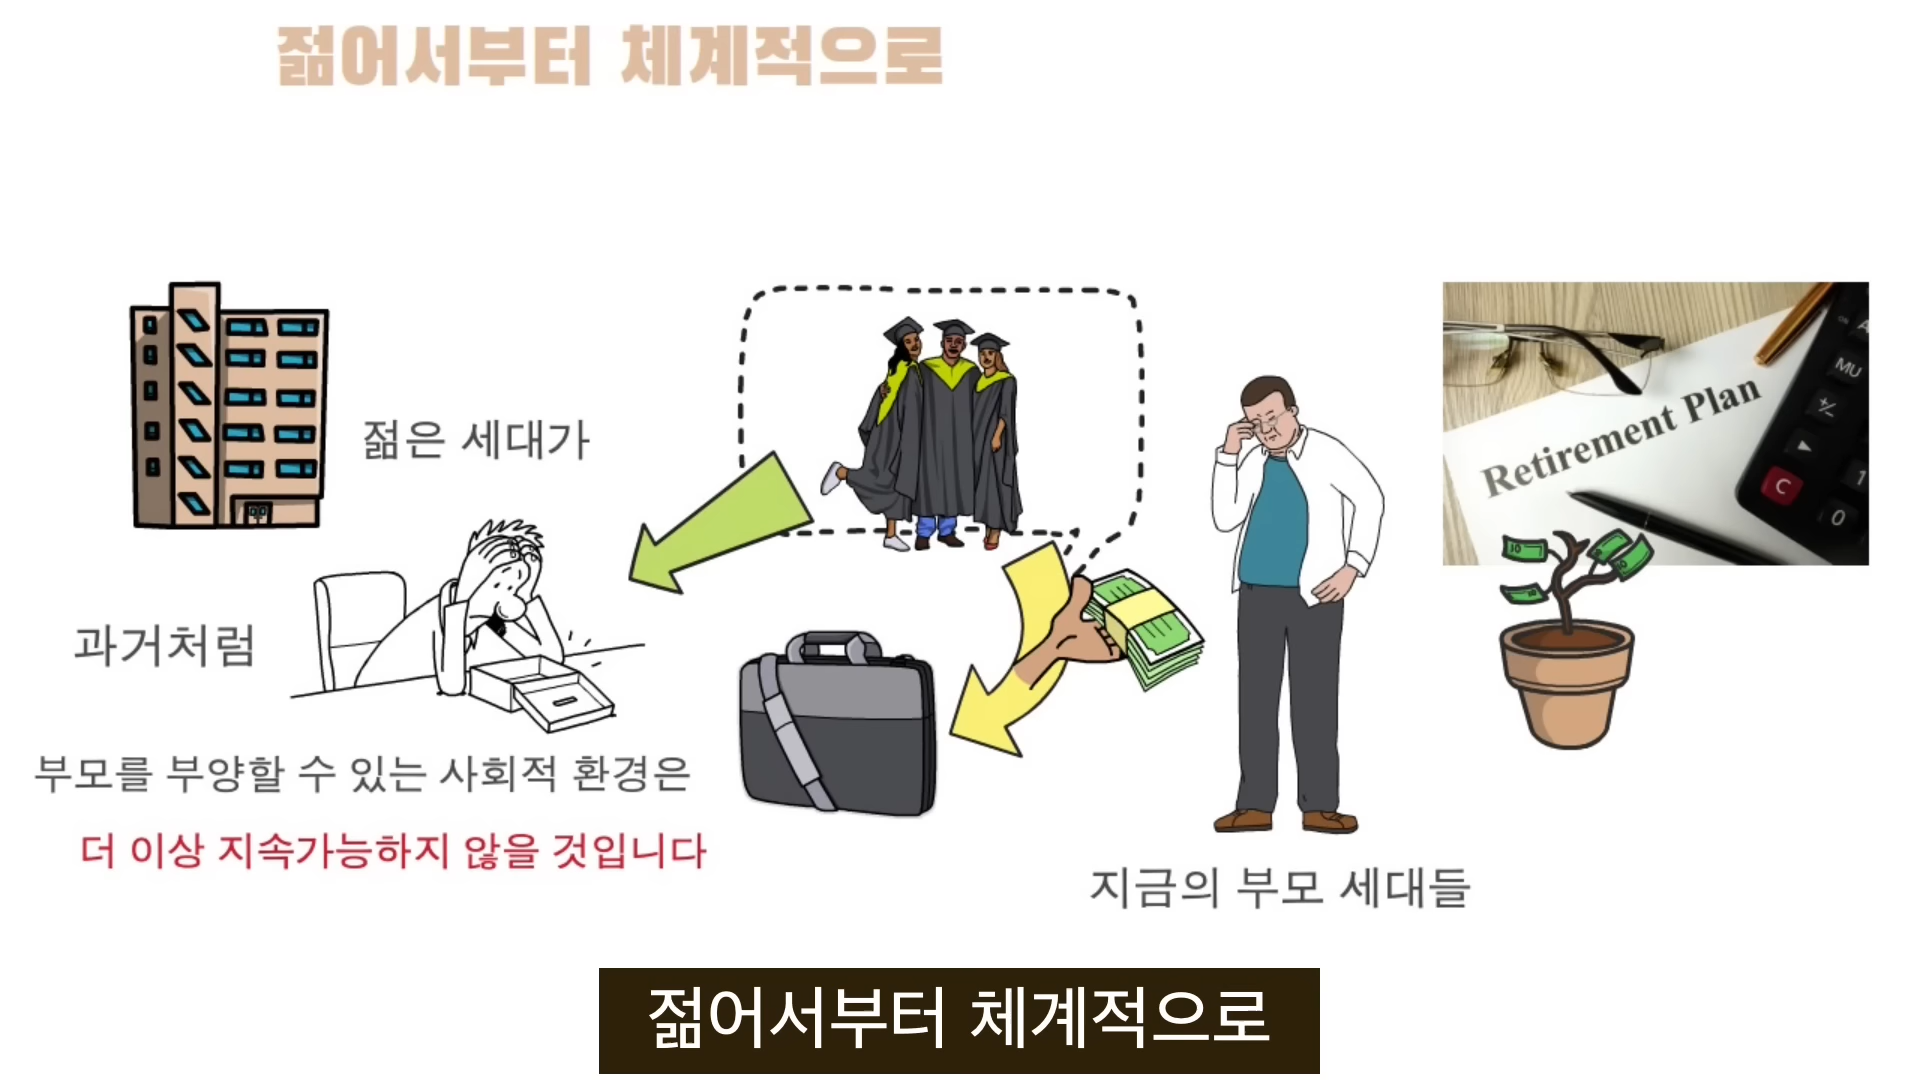 젊어서부터 체계적으로
젊은 세대가
과거처럼
부모를 부양할 수 있는 사회적 환경은
더 이상 지속가능하지 않을 것입니다
지금의 부모 세대들
Retirement Plan
MU
+/-
▶
C
1
0
10
젊어서부터 체계적으로